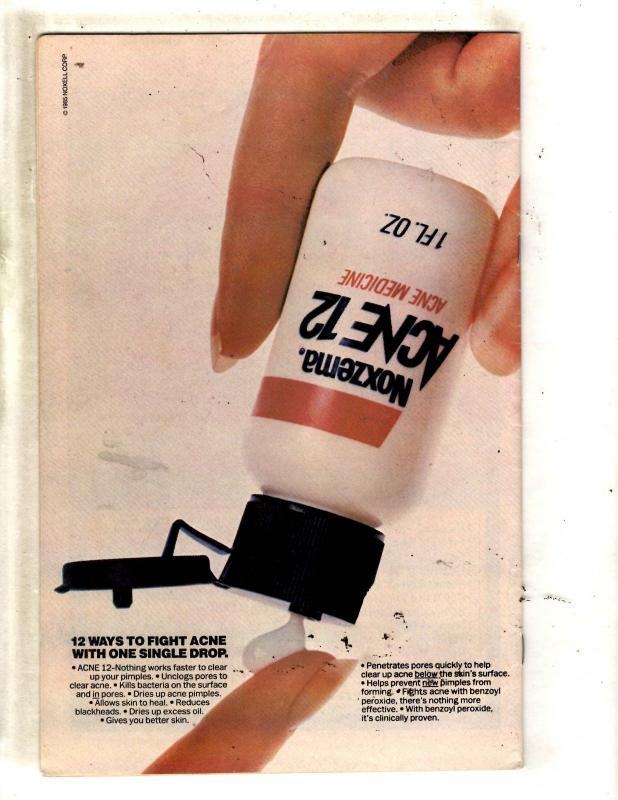 © 1985 NOXELL CORP.
1 FL. OZ.
ACNE MEDICINE
ACNE 12
Noxzema.
12 WAYS TO FIGHT ACNE
WITH ONE SINGLE DROP.
• ACNE 12-Nothing works faster to clear
up your pimples. • Unclogs pores to
clear acne. • Kills bacteria on the surface
and in pores. • Dries up acne pimples.
• Allows skin to heal. • Reduces
blackheads. • Dries up excess oil.
• Gives you better skin.
• Penetrates pores quickly to help
clear up acne below the skin's surface.
• Helps prevent new pimples from
forming. • Fights acne with benzoyl
peroxide, there's nothing more
effective. • With benzoyl peroxide,
it's clinically proven.